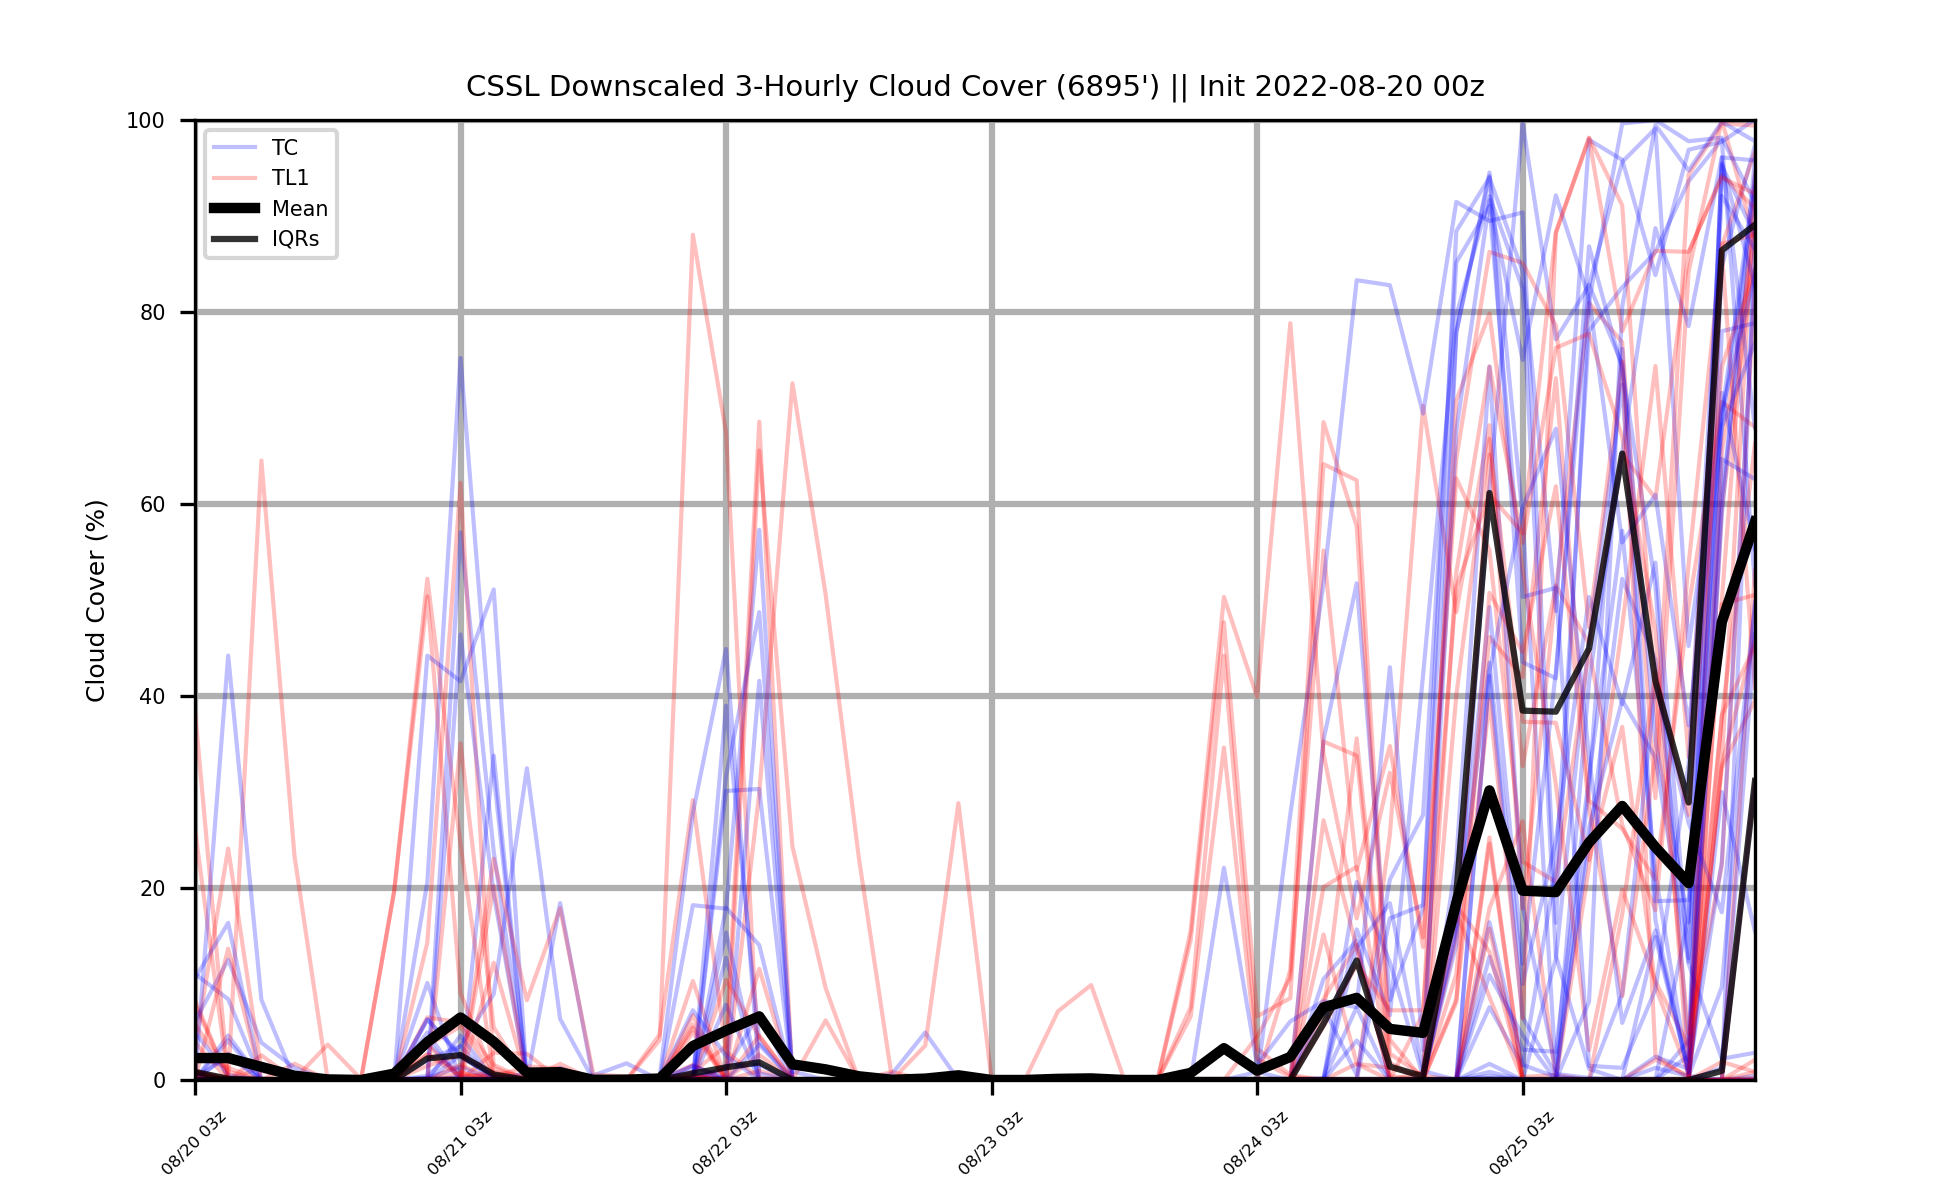 CSSL Downscaled 3-Hourly Cloud Cover (6895') || Init 2022-08-20 00z
TC
TL1
Mean
IQRs
Cloud Cover (%)
100
80
60
40
20
0
08/20 03z
08/21 03z
08/22 03z
08/23 03z
08/24 03z
08/25 03z